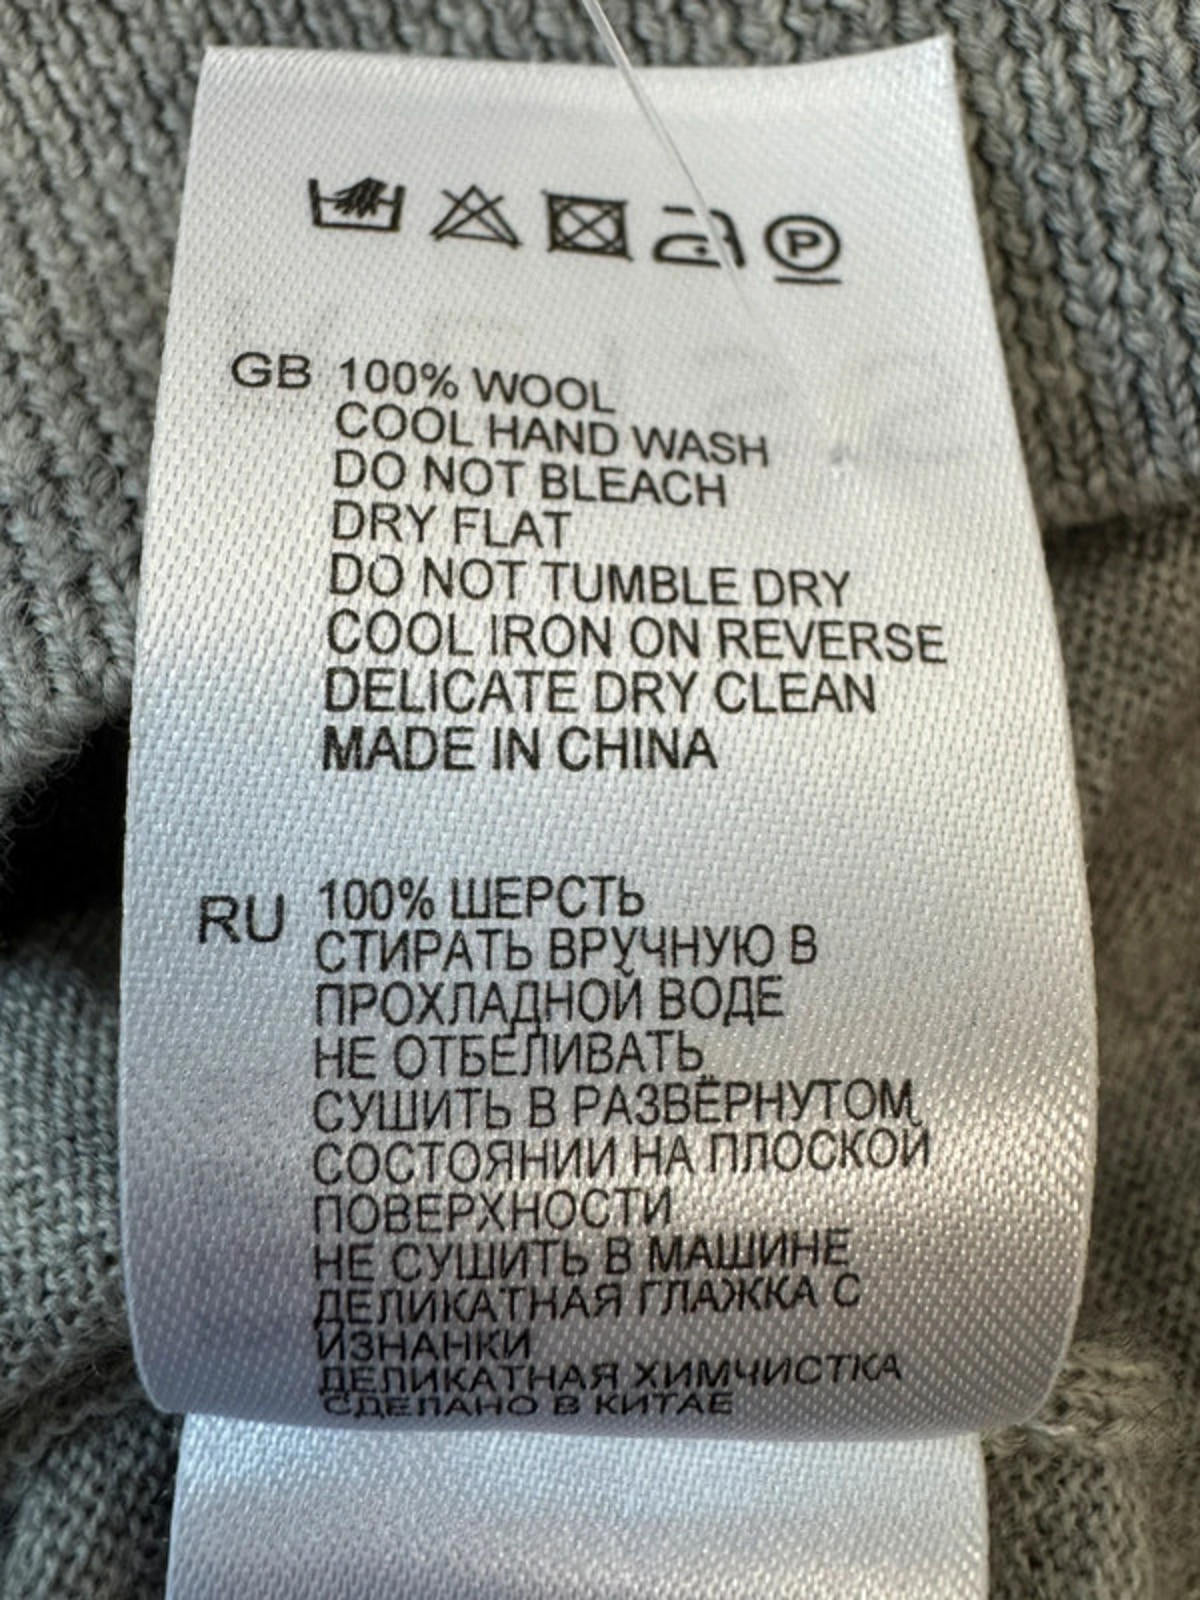 P
GB 100% WOOL
COOL HAND WASH
DO NOT BLEACH
DRY FLAT
DO NOT TUMBLE DRY
COOL IRON ON REVERSE
DELICATE DRY CLEAN
MADE IN CHINA
RU 100% ШЕРСТЬ
СТИРАТЬ ВРУЧНУЮ В
ПРОХЛАДНОЙ ВОДЕ
НЕ ОТБЕЛИВАТЬ
СУШИТЬ В РАЗВЁРНУТОМ
СОСТОЯНИИ НА ПЛОСКОЙ
ПОВЕРХНОСТИ
НЕ СУШИТЬ В МАШИНЕ
ДЕЛИКАТНАЯ ГЛАЖКА С
ИЗНАНКИ
ДЕЛИКАТНАЯ ХИМЧИСТКА
СДЕЛАНО В КИТАЕ